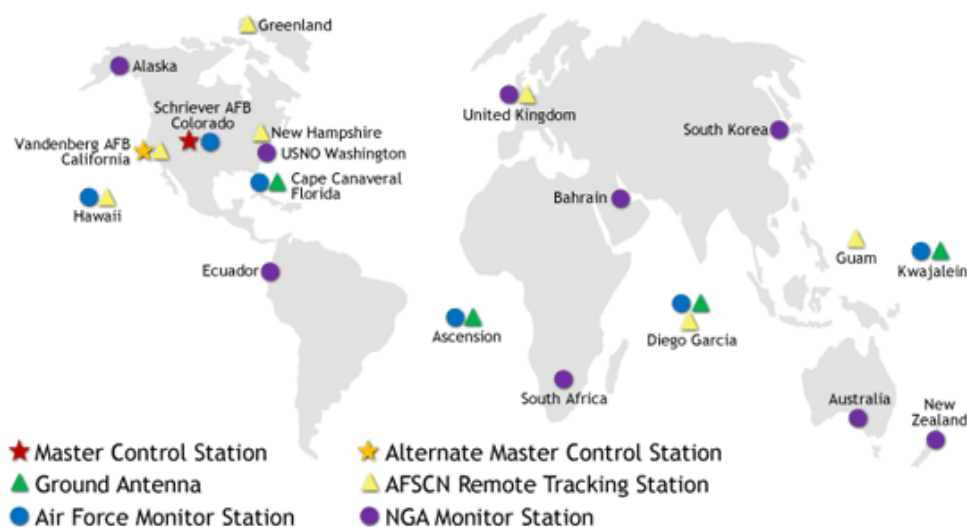 Greenland
Alaska
Schriever AFB
Colorado
Vandenberg AFB
California
New Hampshire
USNO Washington
Cape Canaveral
Florida
Hawaii
Ecuador
United Kingdom
South Korea
Bahrain
Guam
Kwajalein
Ascension
Diego Garcia
South Africa
Australia
New
Zealand
Master Control Station
Alternate Master Control Station
Ground Antenna
AFSCN Remote Tracking Station
Air Force Monitor Station
NGA Monitor Station